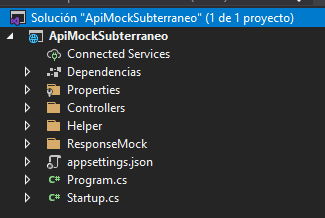 Solución "ApiMockSubterraneo" (1 de 1 proyecto)
ApiMockSubterraneo
Connected Services
Dependencias
Properties
Controllers
Helper
ResponseMock
appsettings.json
C# Program.cs
C# Startup.cs